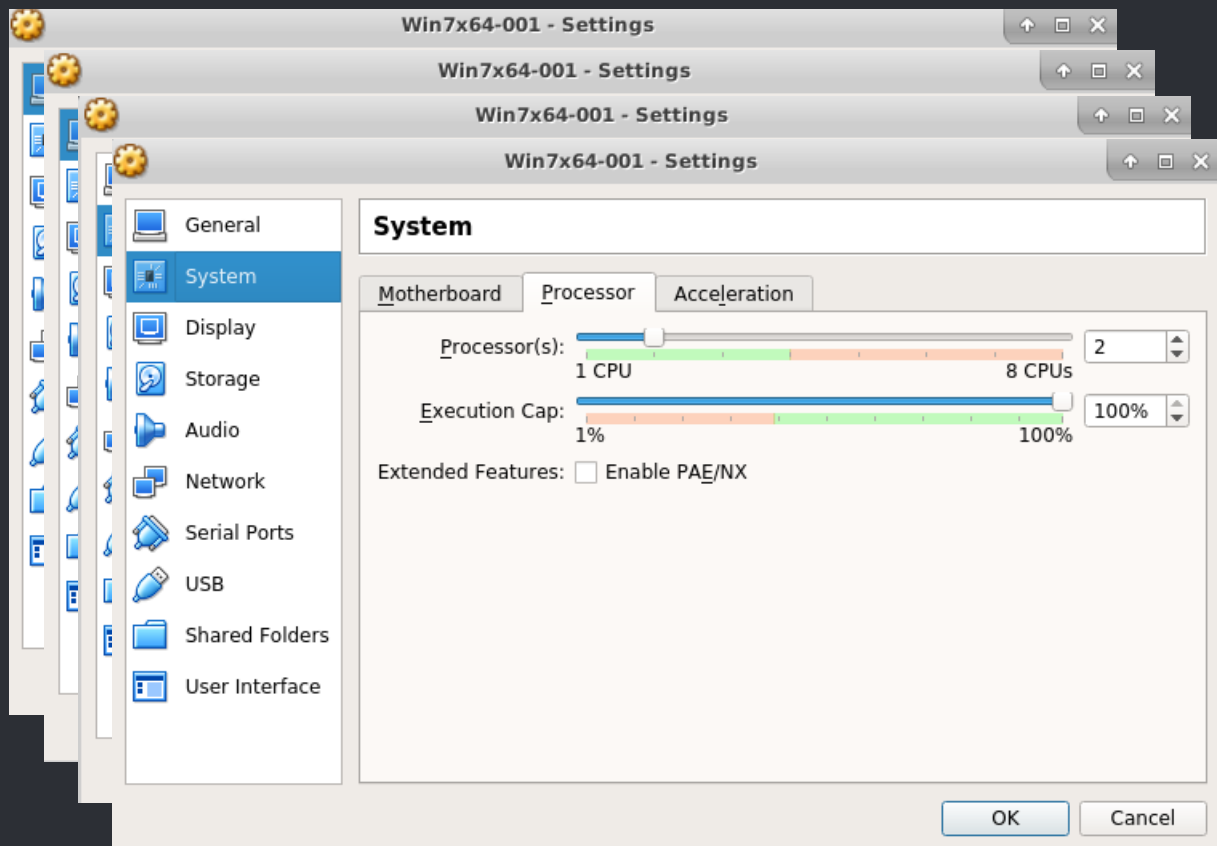 Win7x64-001 - Settings
Win7x64-001 - Settings
Win7x64-001 - Settings
Win7x64-001 - Settings
General
System
Display
Storage
Audio
Network
Serial Ports
USB
Shared Folders
User Interface
System
Motherboard Processor Acceleration
Processor(s): 2
1 CPU 8 CPUs
Execution Cap: 100%
1% 100%
Extended Features: Enable PAE/NX
OK Cancel